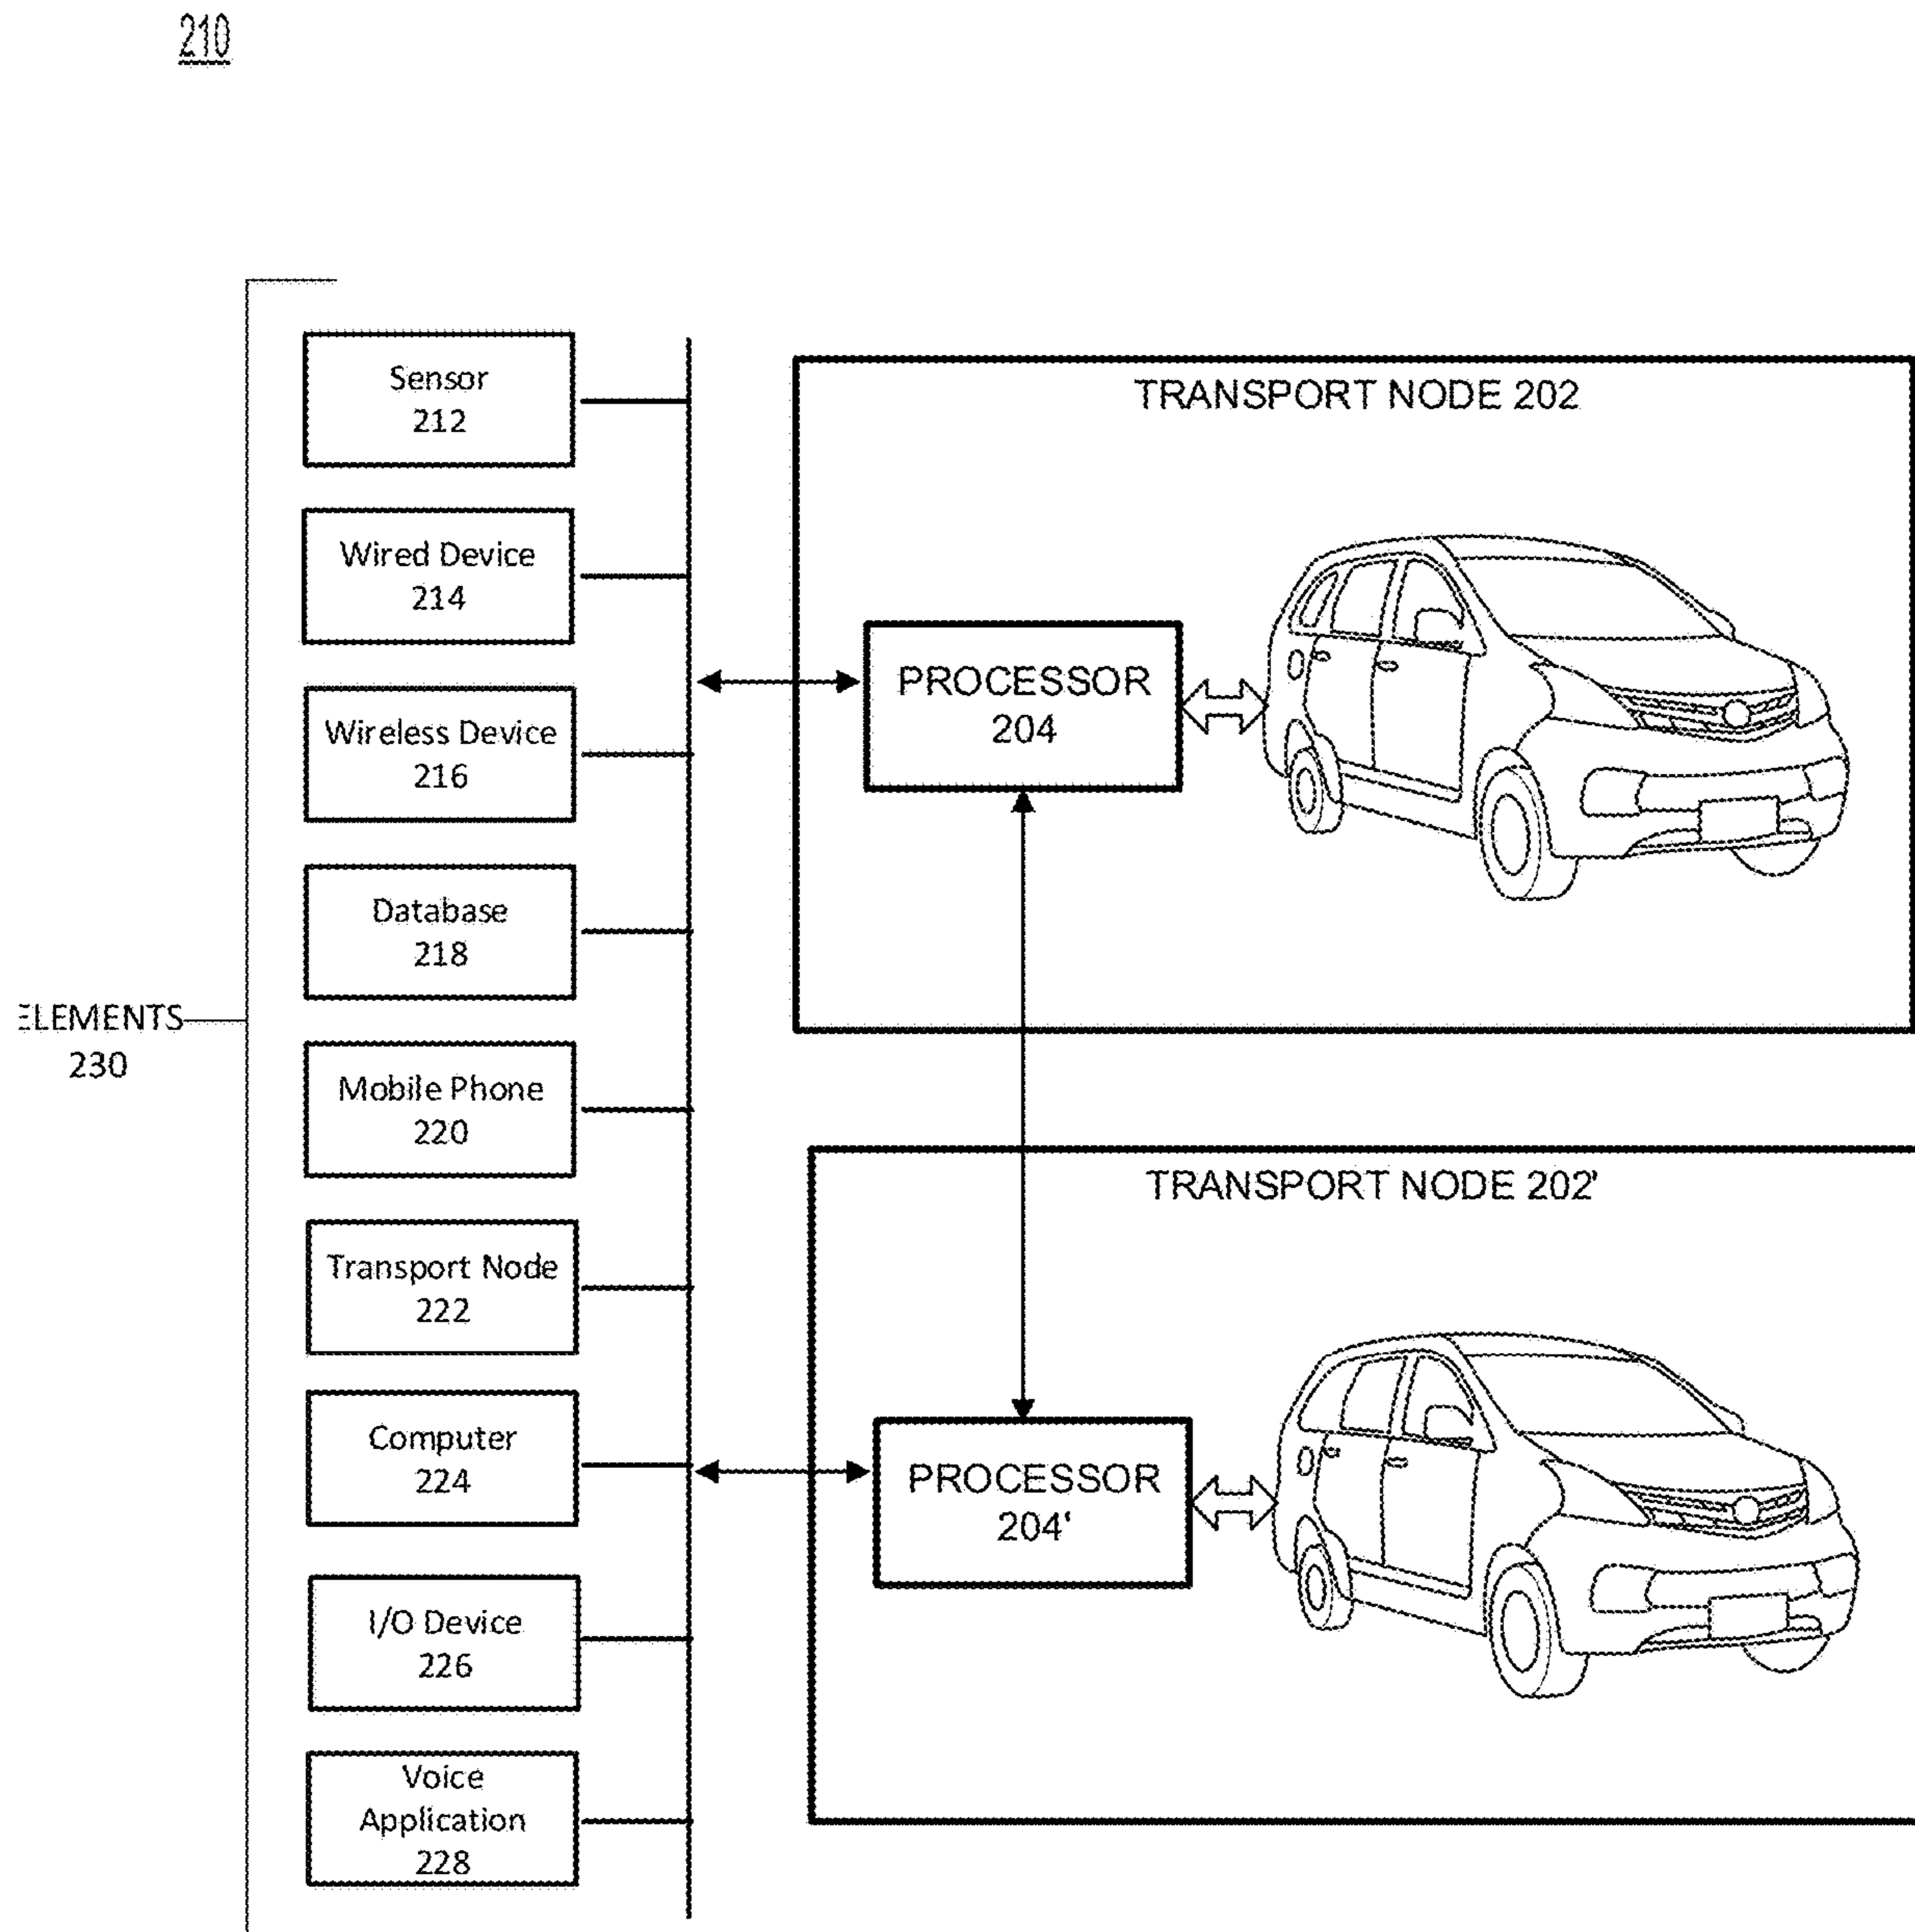 210
Sensor
212
Wired Device
214
Wireless Device
216
Database
218
Mobile Phone
220
Transport Node
222
Computer
224
I/O Device
226
Voice
Application
228
ELEMENTS
230
TRANSPORT NODE 202
PROCESSOR
204
TRANSPORT NODE 202'
PROCESSOR
204'